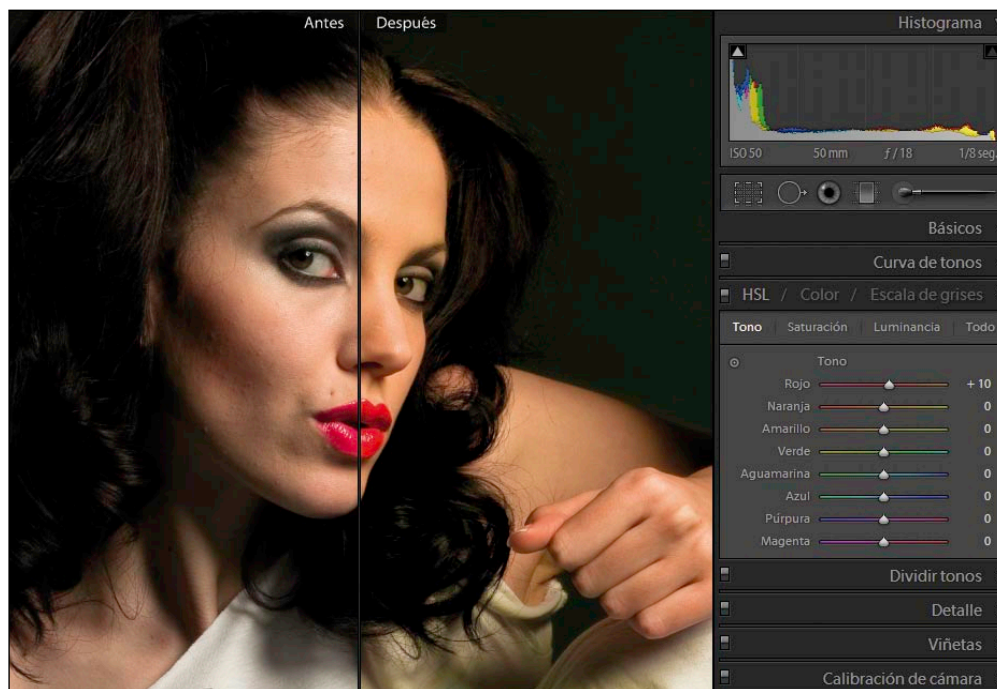 Antes
Después
Histograma
ISO 50 50 mm ƒ / 18 1/8 seg.
Básicos
Curva de tonos
HSL / Color / Escala de grises
Tono Saturación Luminancia Todo
Tono
Rojo + 10
Naranja 0
Amarillo 0
Verde 0
Aguamarina 0
Azul 0
Púrpura 0
Magenta 0
Dividir tonos
Detalle
Viñetas
Calibración de cámara